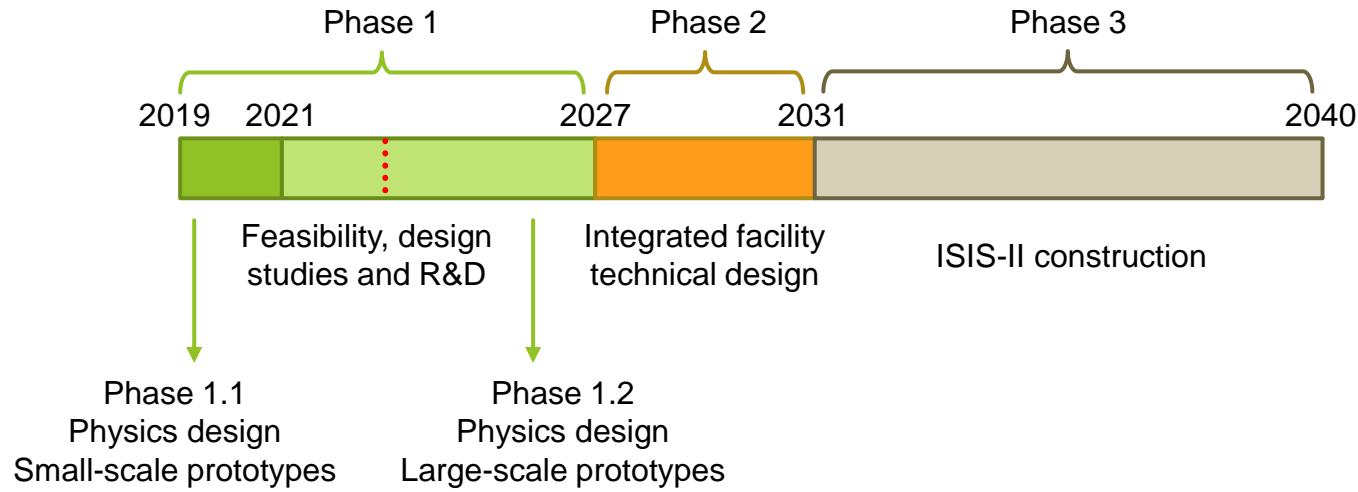 Phase 1
Phase 2
Phase 3
2019
2021
2027
2031
2040
Feasibility, design
studies and R&D
Integrated facility
technical design
ISIS-II construction
Phase 1.1
Physics design
Small-scale prototypes
Phase 1.2
Physics design
Large-scale prototypes